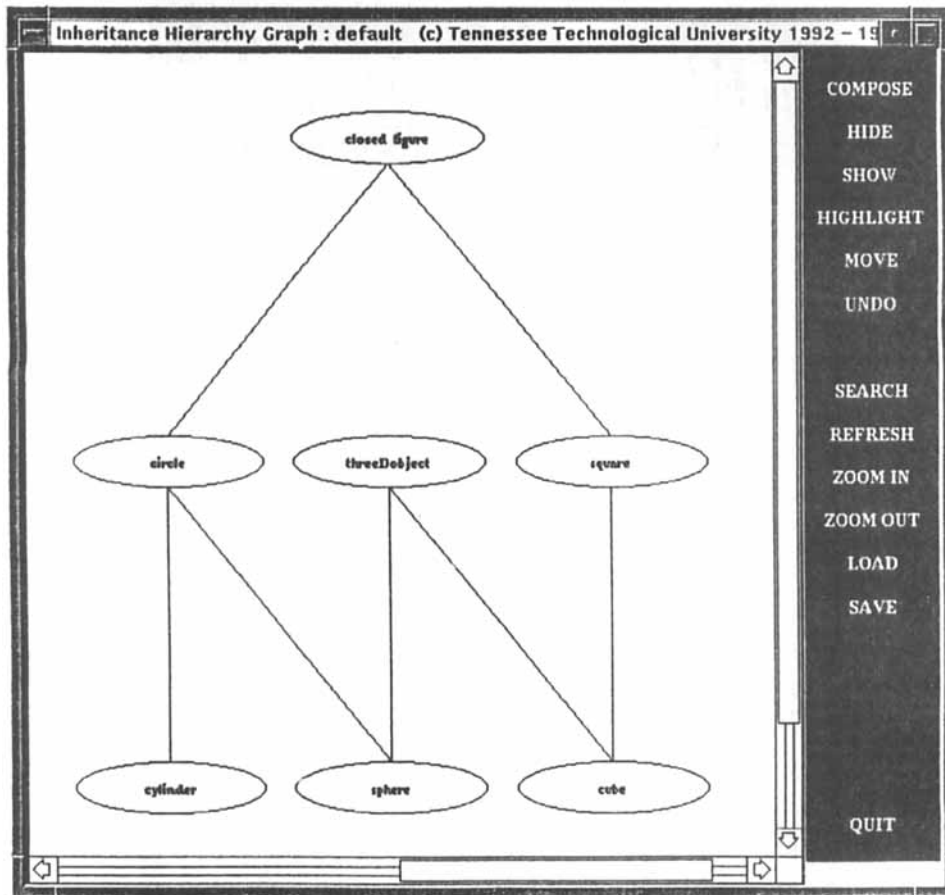 Inheritance Hierarchy Graph : default (c) Tennessee Technological University 1992 - 19
closed figure
circle
threeDobject
square
cylinder
sphere
cube
COMPOSE
HIDE
SHOW
HIGHLIGHT
MOVE
UNDO
SEARCH
REFRESH
ZOOM IN
ZOOM OUT
LOAD
SAVE
QUIT